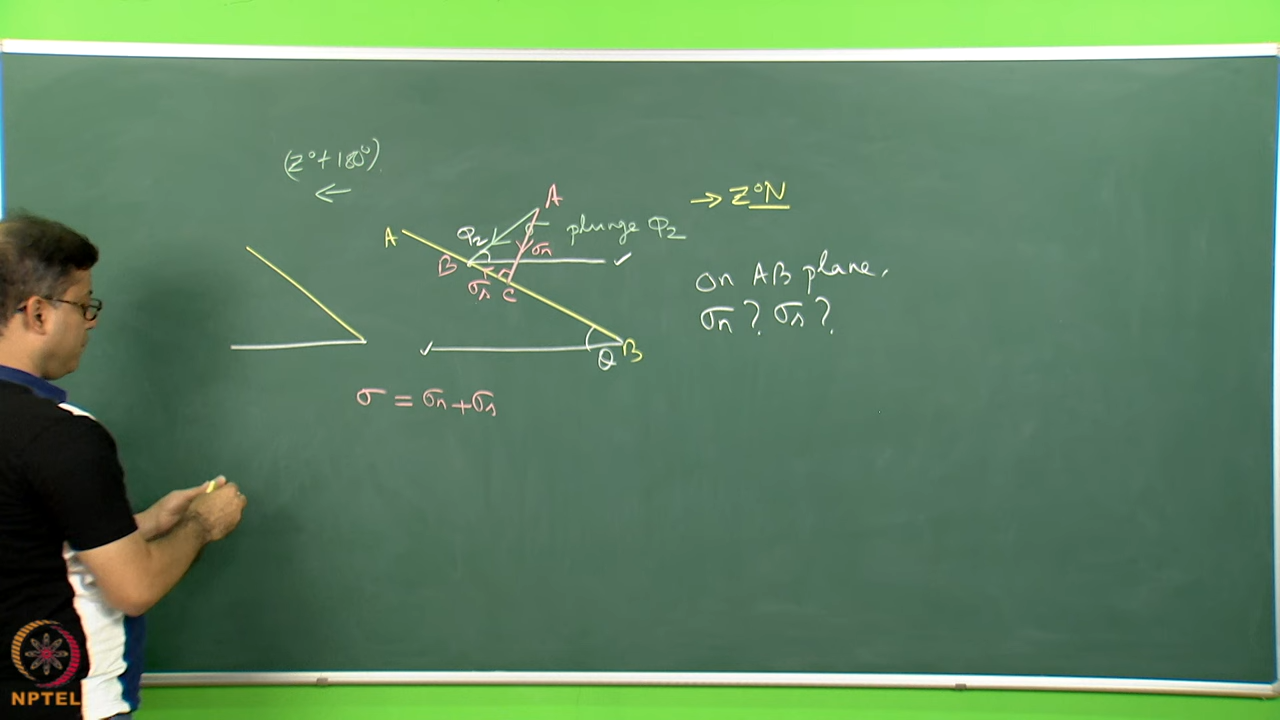 (Z°+180°).
←
→ Z°N
A
plunge φ2
A
φ2
σn
B
σs
C
On AB plane,
σn? σs?
θ
B
σ = σn+σs
NPTEL